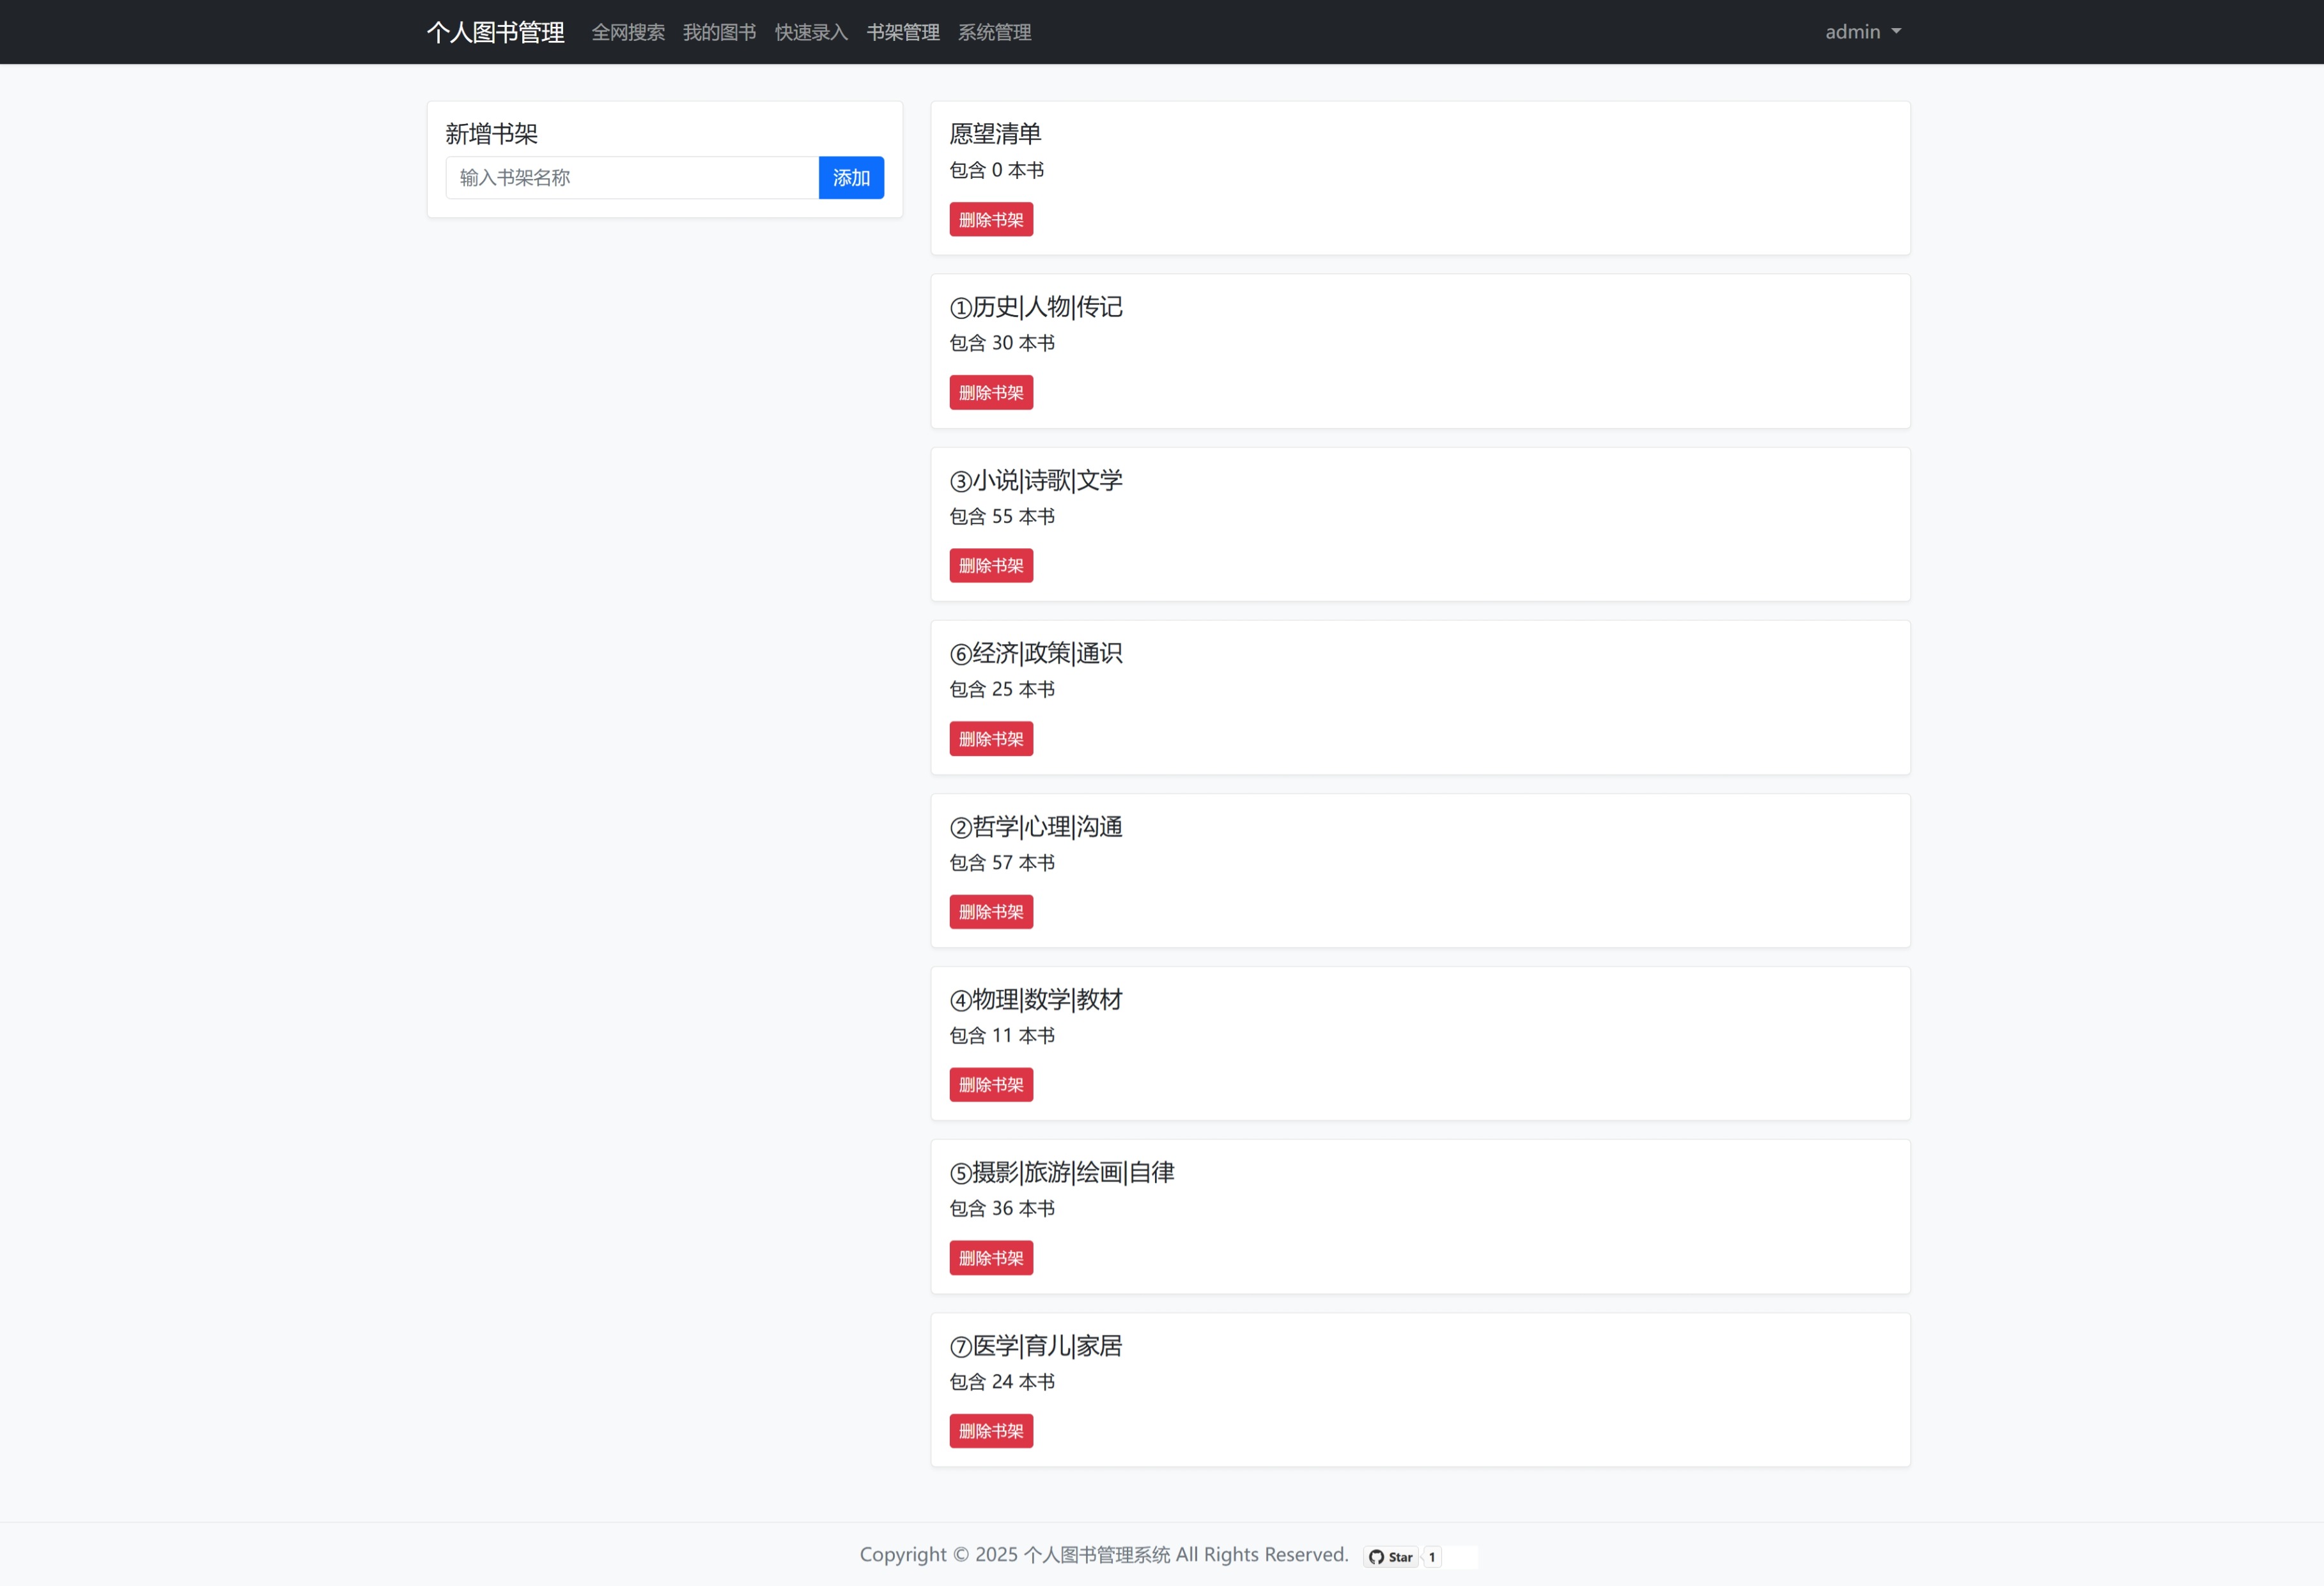 个人图书管理 全网搜索 我的图书 快速录入 书架管理 系统管理 admin
新增书架
输入书架名称 添加
愿望清单
包含 0 本书
删除书架
①历史|人物|传记
包含 30 本书
删除书架
③小说|诗歌|文学
包含 55 本书
删除书架
⑥经济|政策|通识
包含 25 本书
删除书架
②哲学|心理|沟通
包含 57 本书
删除书架
④物理|数学|教材
包含 11 本书
删除书架
⑤摄影|旅游|绘画|自律
包含 36 本书
删除书架
⑦医学|育儿|家居
包含 24 本书
删除书架
Copyright © 2025 个人图书管理系统 All Rights Reserved. Star 1